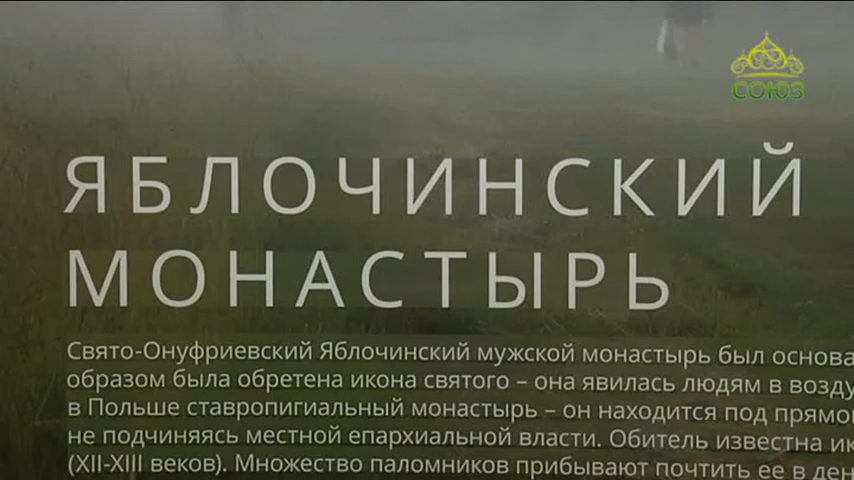 СОЮЗ
ЯБЛОЧИНСКИЙ
МОНАСТЫРЬ
Свято-Онуфриевский Яблочинский мужской монастырь был основа
образом была обретена икона святого – она явилась людям в возду
в Польше ставропигиальный монастырь – он находится под прямо
не подчиняясь местной епархиальной власти. Обитель известна ик
(XII-XIII веков). Множество паломников прибывают почтить ее в ден